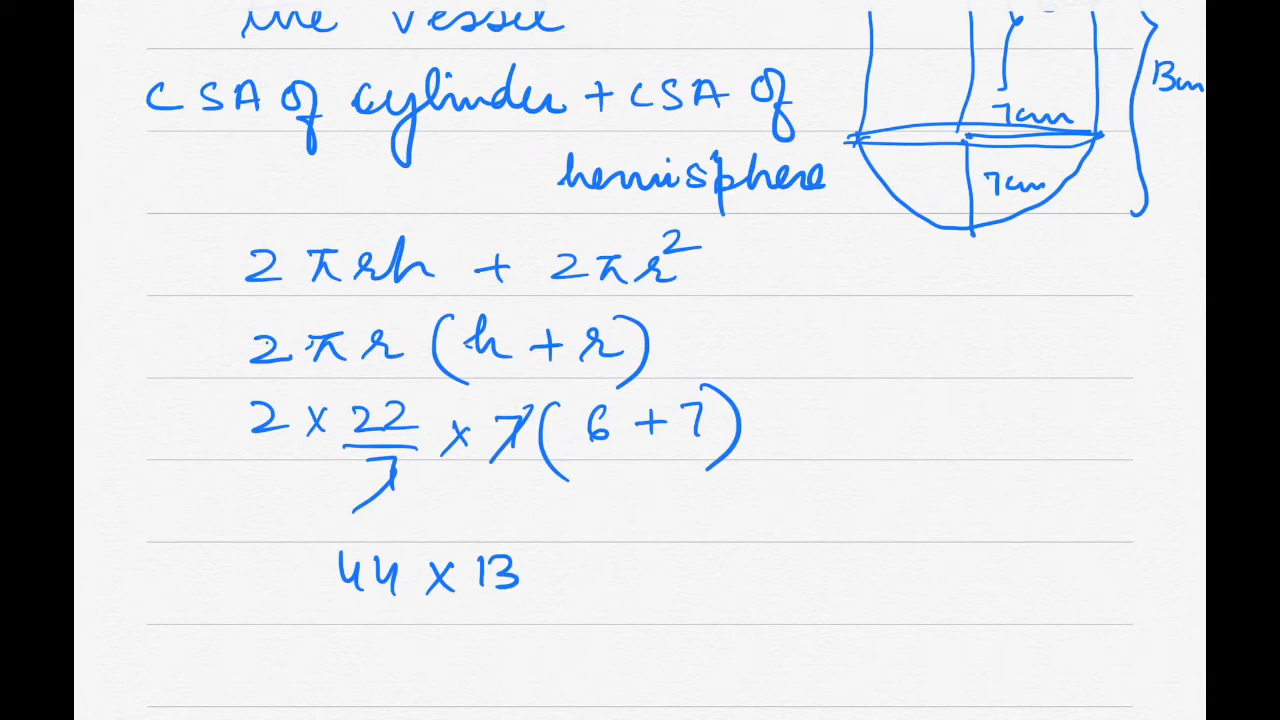 the vessel
CSA of cylinder + CSA of
hemisphere
2πrh + 2πr²
2πr (h + r)
2 × 22/7 × 7 (6 + 7)
44 × 13
7cm
7cm
13cm